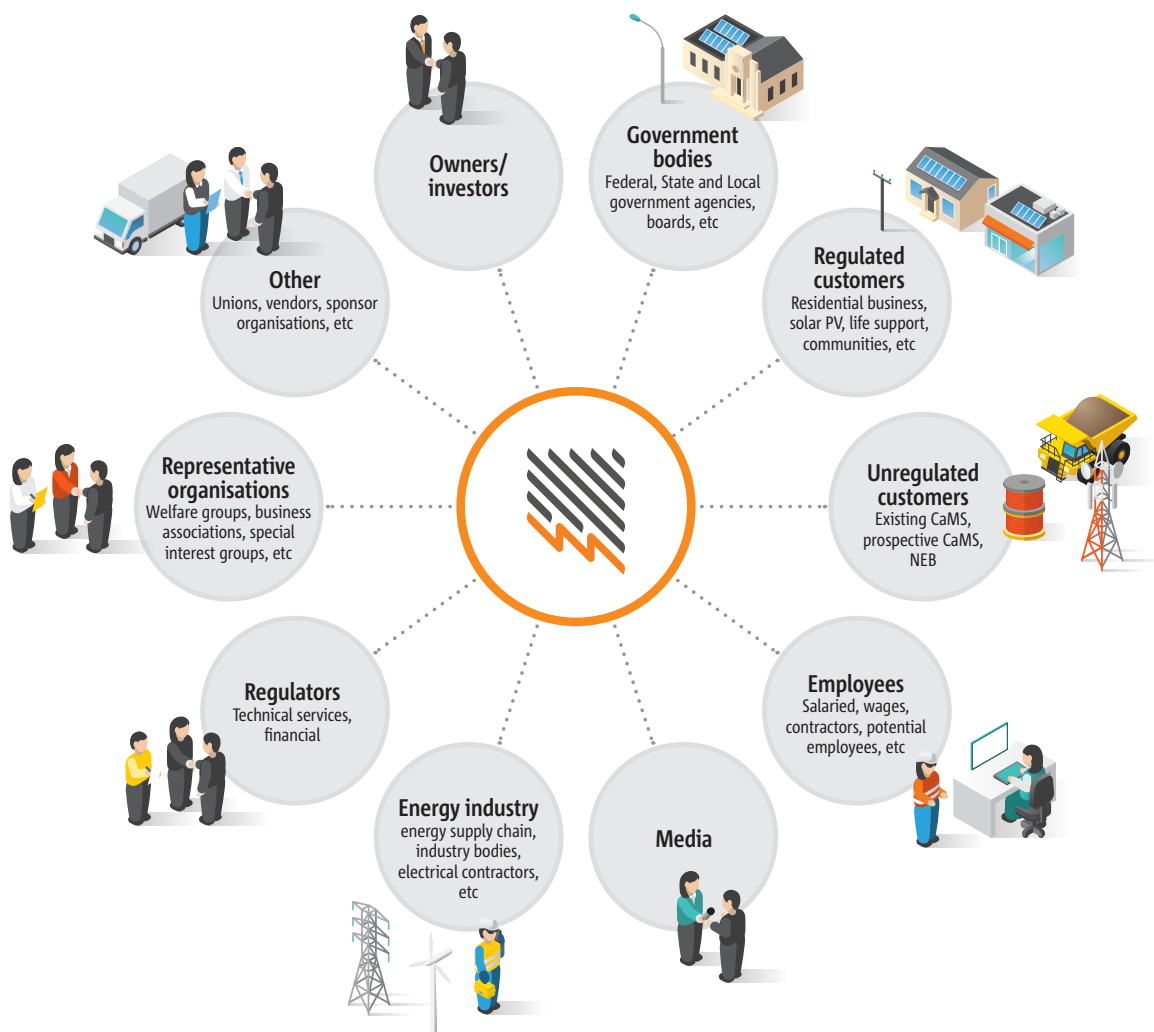 Owners/
investors
Government
bodies
Federal, State and Local
government agencies,
boards, etc
Regulated
customers
Residential business,
solar PV, life support,
communities, etc
Unregulated
customers
Existing CaMS,
prospective CaMS,
NEB
Employees
Salaried, wages,
contractors, potential
employees, etc
Media
Energy industry
energy supply chain,
industry bodies,
electrical contractors,
etc
Regulators
Technical services,
financial
Representative
organisations
Welfare groups, business
associations, special
interest groups, etc
Other
Unions, vendors, sponsor
organisations, etc